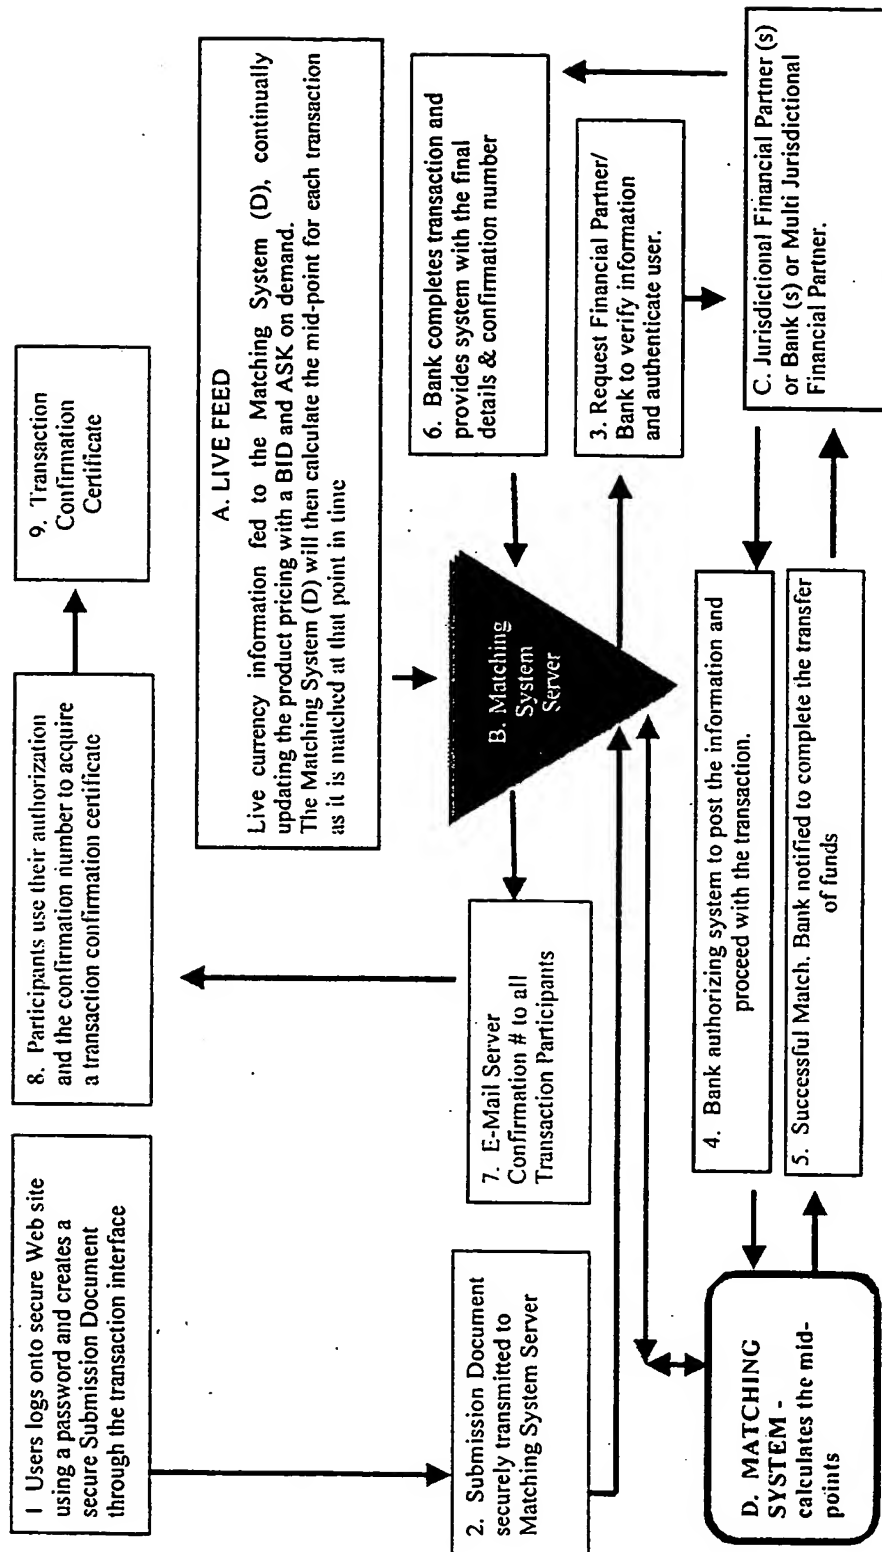 1 Users logs onto secure Web site
using a password and creates a
secure Submission Document
through the transaction interface
8. Participants use their authorization
and the confirmation number to acquire
a transaction confirmation certificate
9. Transaction
Confirmation
Certificate
A. LIVE FEED
Live currency information fed to the Matching System (D), continually
updating the product pricing with a BID and ASK on demand.
The Matching System (D) will then calculate the mid-point for each transaction
as it is matched at that point in time
2. Submission Document
securely transmitted to
Matching System Server
7. E-Mail Server
Confirmation # to all
Transaction Participants
B. Matching
System
Server
6. Bank completes transaction and
provides system with the final
details & confirmation number
3. Request Financial Partner/
Bank to verify information
and authenticate user.
D. MATCHING
SYSTEM -
calculates the mid-
points
4. Bank authorizing system to post the information and
proceed with the transaction.
5. Successful Match. Bank notified to complete the transfer
of funds
C. Jurisdictional Financial Partner (s)
or Bank (s) or Multi Jurisdictional
Financial Partner.